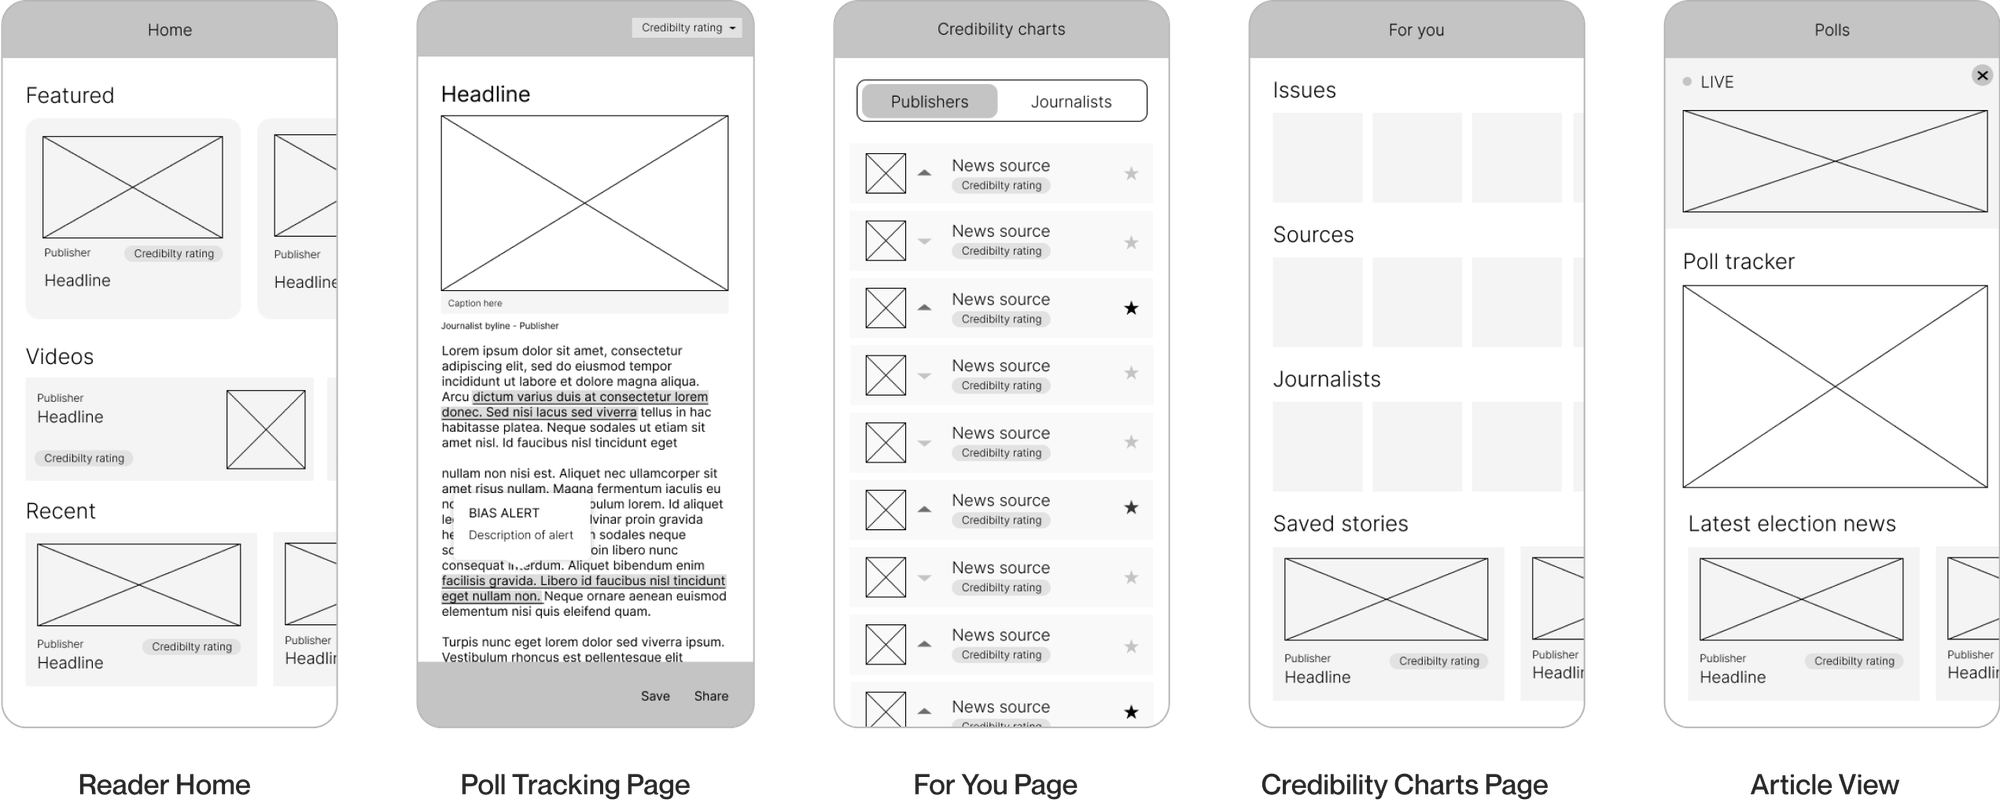 Home
Featured
Publisher
Credibilty rating
Headline
Publisher
Headline
Videos
Publisher
Headline
Credibilty rating
Recent
Publisher
Credibilty rating
Headline
Publisher
Headlin
Reader Home
Credibilty rating
Headline
Caption here
Journalist byline - Publisher
Lorem ipsum dolor sit amet, consectetur
adipiscing elit, sed do eiusmod tempor
incididunt ut labore et dolore magna aliqua.
Arcu dictum varius duis at consectetur lorem
donec. Sed nisi lacus sed viverra tellus in hac
habitasse platea. Neque sodales ut etiam sit
amet nisl. Id faucibus nisl tincidunt eget
nullam non nisi est. Aliquet nec ullamcorper sit
amet risus nullam. Magna fermentum iaculis eu
bulum lorem. Id aliquet
lvinar proin gravida
sodales neque
oin libero nunc
BIAS ALERT
Description of alert
consequat interdum. Aliquet bibendum enim
facilisis gravida. Libero id faucibus nisl tincidunt
eget nullam non. Neque ornare aenean euismod
elementum nisi quis eleifend quam.
Turpis nunc eget lorem dolor sed viverra ipsum.
Vestibulum rhoncus est pellentesque elit
Save
Share
Poll Tracking Page
Credibility charts
Publishers
Journalists
News source
Credibilty rating
News source
Credibilty rating
News source
Credibilty rating
News source
Credibilty rating
News source
Credibilty rating
News source
Credibilty rating
News source
Credibilty rating
News source
Credibilty rating
News source
Credibilty rating
For You Page
For you
Issues
Sources
Journalists
Saved stories
Publisher
Credibilty rating
Headline
Publisher
Headlin
Credibility Charts Page
Polls
LIVE
Poll tracker
Latest election news
Publisher
Credibilty rating
Headline
Publisher
Headlin
Article View